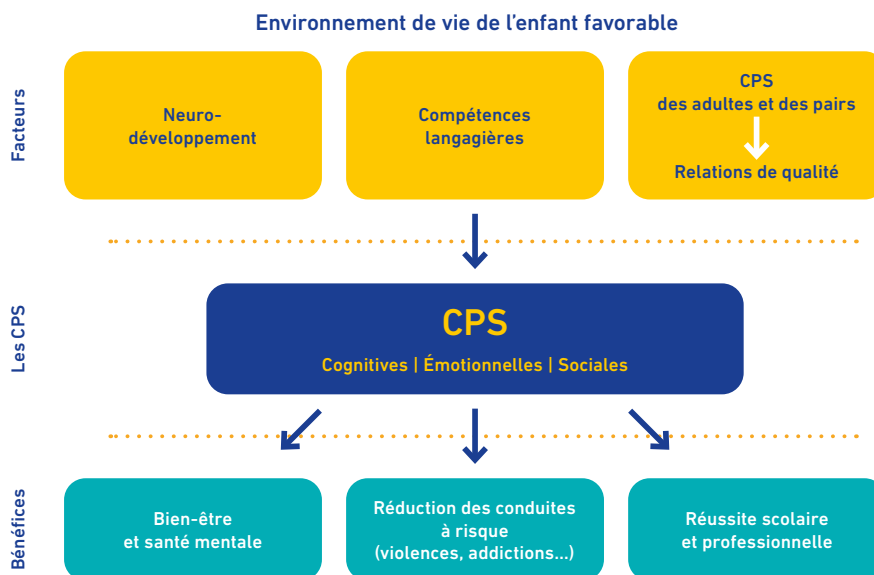 Environnement de vie de l’enfant favorable
Facteurs
Neuro-
développement
Compétences
langagières
CPS
des adultes et des pairs
Relations de qualité
Les CPS
CPS
Cognitives | Émotionnelles | Sociales
Bénéfices
Bien-être
et santé mentale
Réduction des conduites
à risque
(violences, addictions...)
Réussite scolaire
et professionnelle